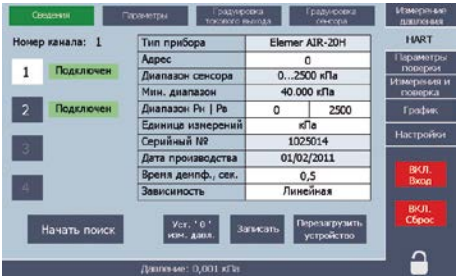 Сведения
Параметры
Градуировка
токового выхода
Градуировка
сенсора
Измерение
давления
HART
Параметры
поверки
Измерения и
поверка
График
Настройки
ВКЛ.
Вход
ВКЛ.
Сброс
Номер канала: 1
1 Подключен
2 Подключен
3
4
Тип прибора Elemer AIR-20H
Адрес 0
Диапазон сенсора 0...2500 кПа
Мин. диапазон 40.000 кПа
Диапазон Рн | Рв 0 2500
Единица измерений кПа
Серийный № 1025014
Дата производства 01/02/2011
Время демпф., сек. 0,5
Зависимость Линейная
Начать поиск
Уст. '0'
изм. давл.
Записать
Перезагрузить
устройство
Давление: 0,001 кПа